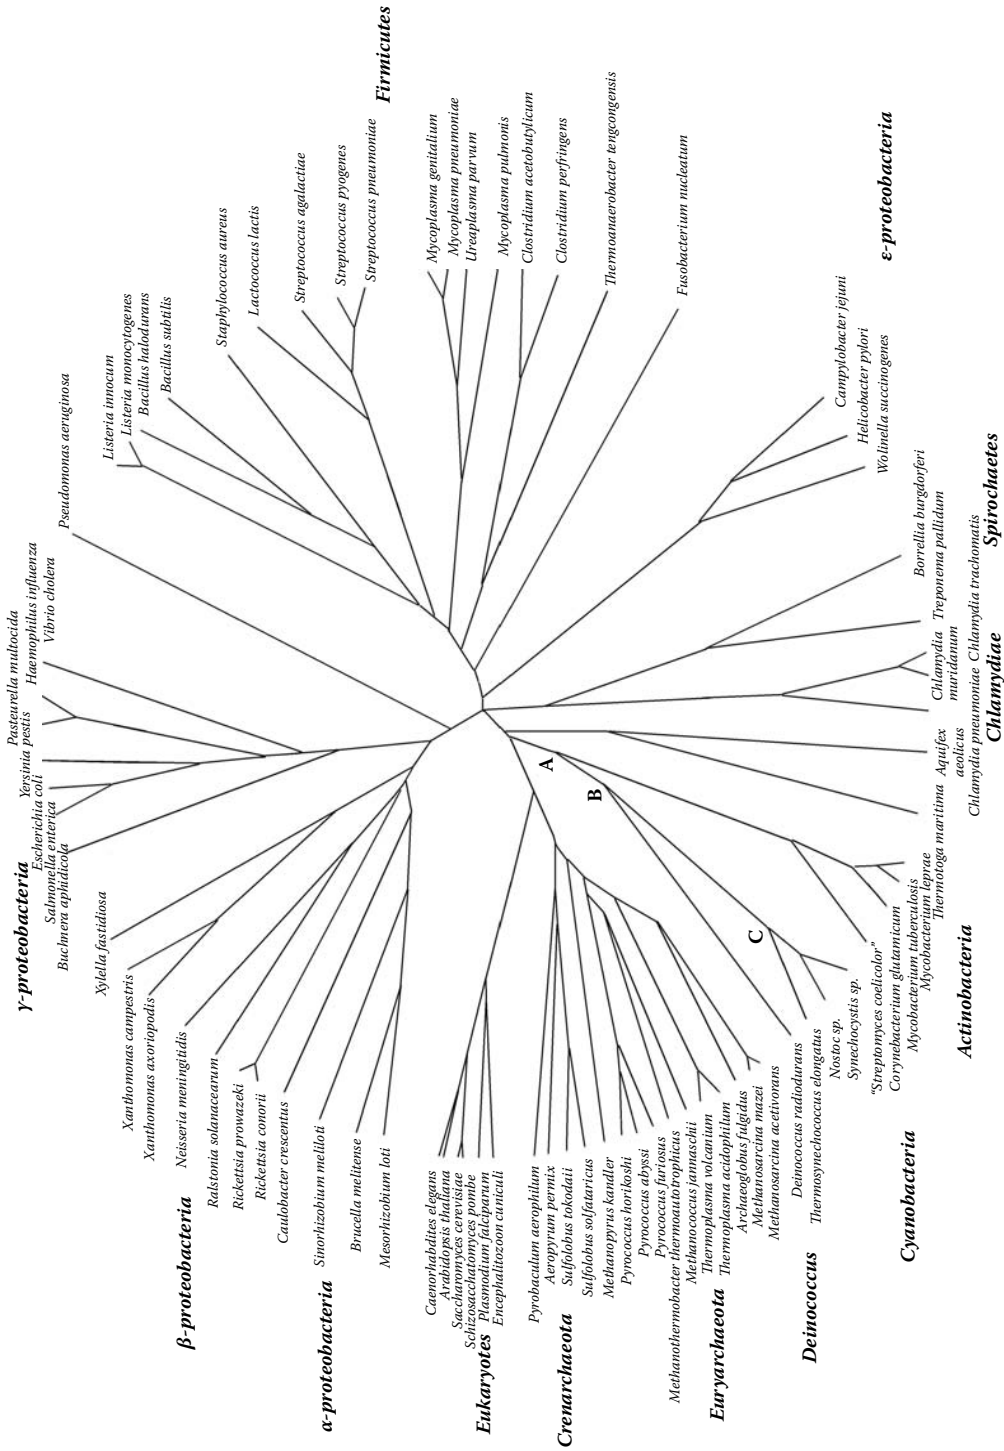 Firmicutes
Mycoplasma genitalium
Mycoplasma pneumoniae
Ureaplasma parvum
Mycoplasma pulmonis
Clostridium acetobutylicum
Clostridium perfringens
Thermoanaerobacter tengcongensis
Fusobacterium nucleatum
ε-proteobacteria
Campylobacter jejuni
Helicobacter pylori
Wolinella succinogenes
Spirochaetes
Borrellia burgdorferi
Treponema pallidum
Chlamydia trachomatis
Chlamydia
muridanum
Chlamydia pneumoniae
Chlamydiae
Aquifex
aeolicus
Thermotoga maritima
Mycobacterium leprae
Mycobacterium tuberculosis
Corynebacterium glutamicum
"Streptomyces coelicolor"
Actinobacteria
Synechocystis sp.
Nostoc sp.
Thermosynechococcus elongatus
Cyanobacteria
Deinococcus radiodurans
Deinococcus
Methanosarcina acetivorans
Methanosarcina mazei
Archaeoglobus fulgidus
Thermoplasma acidophilum
Thermoplasma volcanium
Methanococcus jannaschii
Methanothermobacter thermoautotrophicus
Pyrococcus furiosus
Pyrococcus abyssi
Pyrococcus horikoshi
Methanopyrus kandler
Euryarchaeota
Sulfolobus solfataricus
Sulfolobus tokodaii
Aeropyrum permix
Pyrobaculum aerophilum
Crenarchaeota
Encephalitozoon cuniculi
Plasmodium falciparum
Schizosacchatomyces pombe
Saccharomyces cerevisiae
Arabidopsis thaliana
Caenorhabdites elegans
Eukaryotes
Mesorhizobium loti
Brucella melitense
Sinorhizobium meliloti
Caulobacter crescentus
Rickettsia conorii
Rickettsia prowazeki
α-proteobacteria
Ralstonia solanacearum
Neisseria meningitidis
β-proteobacteria
Xanthomonas axoriopodis
Xanthomonas campestris
Xylella fastidiosa
Buchnera aphidicola
Salmonella enterica
Escherichia coli
Yersinia pestis
Pasteurella multocida
Haemophilus influenza
Vibrio cholera
Pseudomonas aeruginosa
γ-proteobacteria
Listeria innocum
Listeria monocytogenes
Bacillus halodurans
Bacillus subtilis
Staphylococcus aureus
Lactococcus lactis
Streptococcus agalactiae
Streptococcus pyogenes
Streptococcus pneumoniae
A
B
C